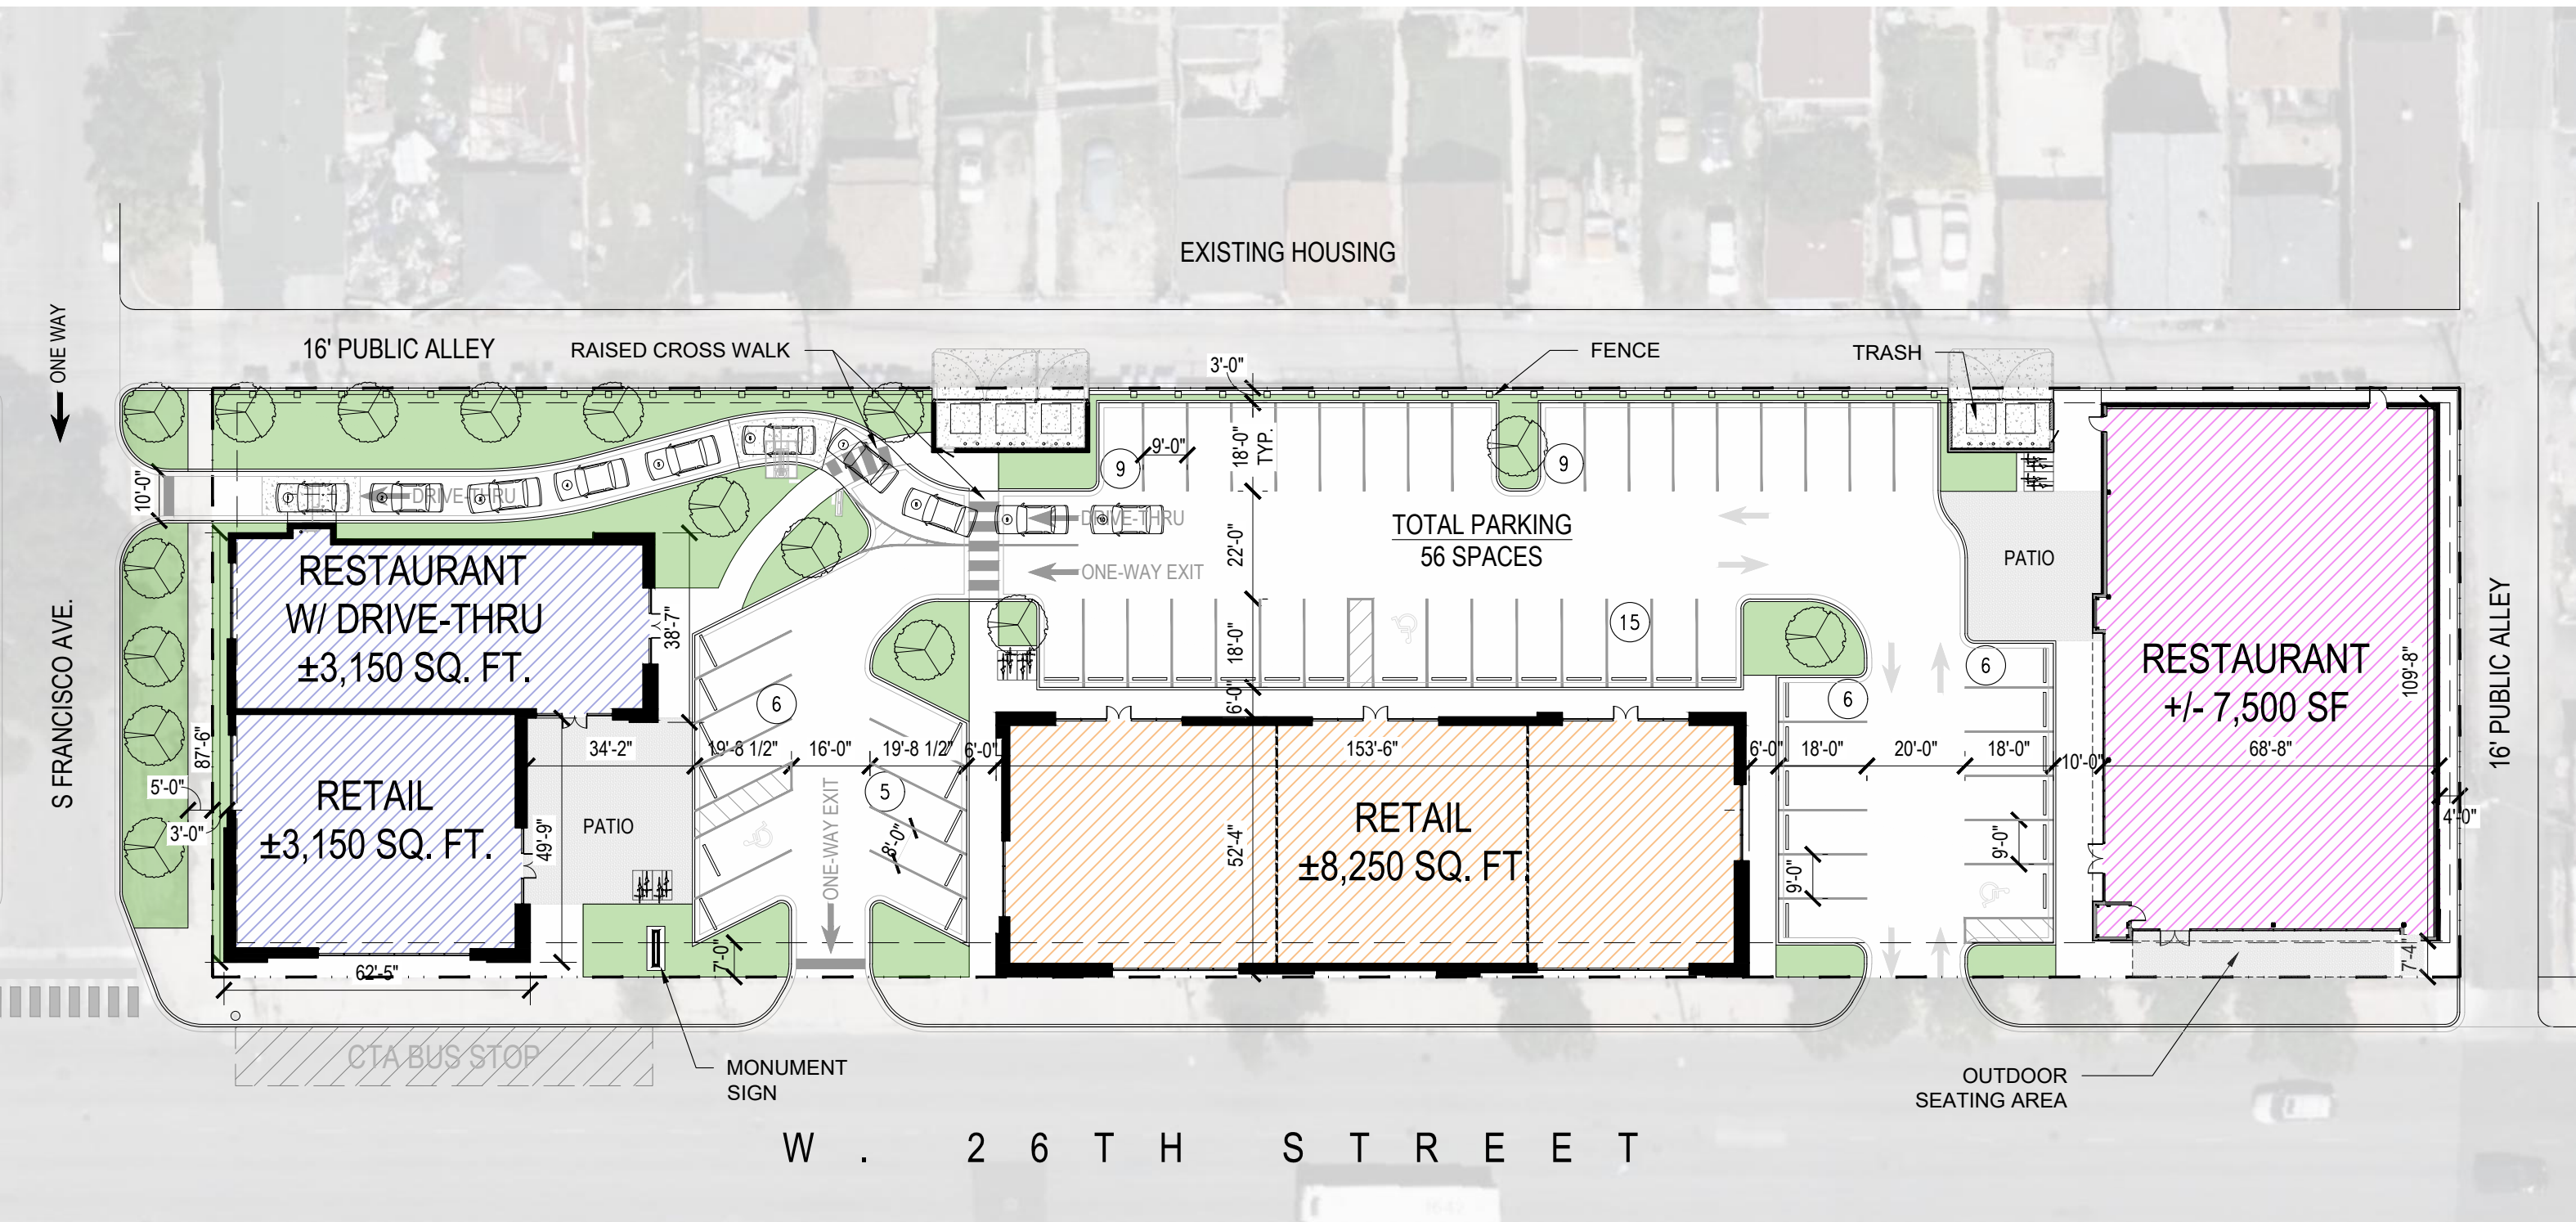 EXISTING HOUSING
ONE WAY
16' PUBLIC ALLEY
RAISED CROSS WALK
3'-0"
FENCE
TRASH
10'-0"
DRIVE-THRU
9
9'-0"
18'-0"
TYP.
9
DRIVE-THRU
TOTAL PARKING
56 SPACES
22'-0"
ONE-WAY EXIT
PATIO
S FRANCISCO AVE.
RESTAURANT
W/ DRIVE-THRU
±3,150 SQ. FT.
38'-7"
6
18'-0"
15
6
6
RESTAURANT
+/- 7,500 SF
109'-8"
16' PUBLIC ALLEY
6'-0"
87'-6"
34'-2"
19'-8 1/2"
16'-0"
19'-8 1/2"
6'-0"
153'-6"
6'-0"
18'-0"
20'-0"
18'-0"
10'-0"
68'-8"
5'-0"
3'-0"
RETAIL
±3,150 SQ. FT.
49'-9"
PATIO
ONE-WAY EXIT
5
8'-0"
52'-4"
RETAIL
±8,250 SQ. FT
9'-0"
9'-0"
4'-0"
7'-0"
7'-4"
62'-5"
CTA BUS STOP
MONUMENT
SIGN
OUTDOOR
SEATING AREA
W. 26TH STREET